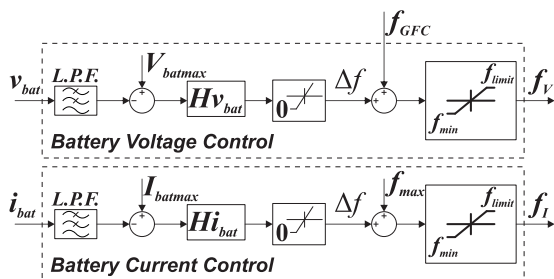 f_GFC
v_bat L.P.F. V_batmax Hv_bat 0 Δf f_limit f_min f_V
Battery Voltage Control
i_bat L.P.F. I_batmax Hi_bat 0 Δf f_max f_limit f_min f_I
Battery Current Control